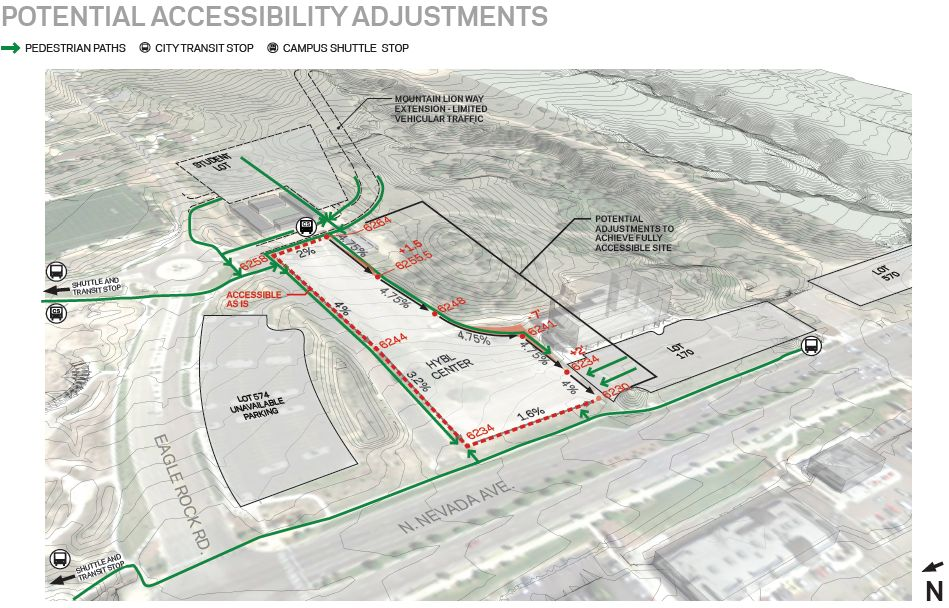 POTENTIAL ACCESSIBILITY ADJUSTMENTS
PEDESTRIAN PATHS
CITY TRANSIT STOP
CAMPUS SHUTTLE STOP
MOUNTAIN LION WAY
EXTENSION - LIMITED
VEHICULAR TRAFFIC
STUDENT
LOT
POTENTIAL
ADJUSTMENTS TO
ACHIEVE FULLY
ACCESSIBLE SITE
6264
4.75%
+1.5
6255.5
2%
6258
SHUTTLE AND
TRANSIT STOP
ACCESSIBLE
AS IS
4%
4.75%
6248
LOT
570
-7'
6241
4.75%
4.75%
6244
+2'
6234
LOT
170
HYBL
CENTER
3.2%
4%
6230
LOT 574
UNAVAILABLE
PARKING
1.6%
6234
EAGLE ROCK RD.
N. NEVADA AVE.
SHUTTLE AND
TRANSIT STOP
N